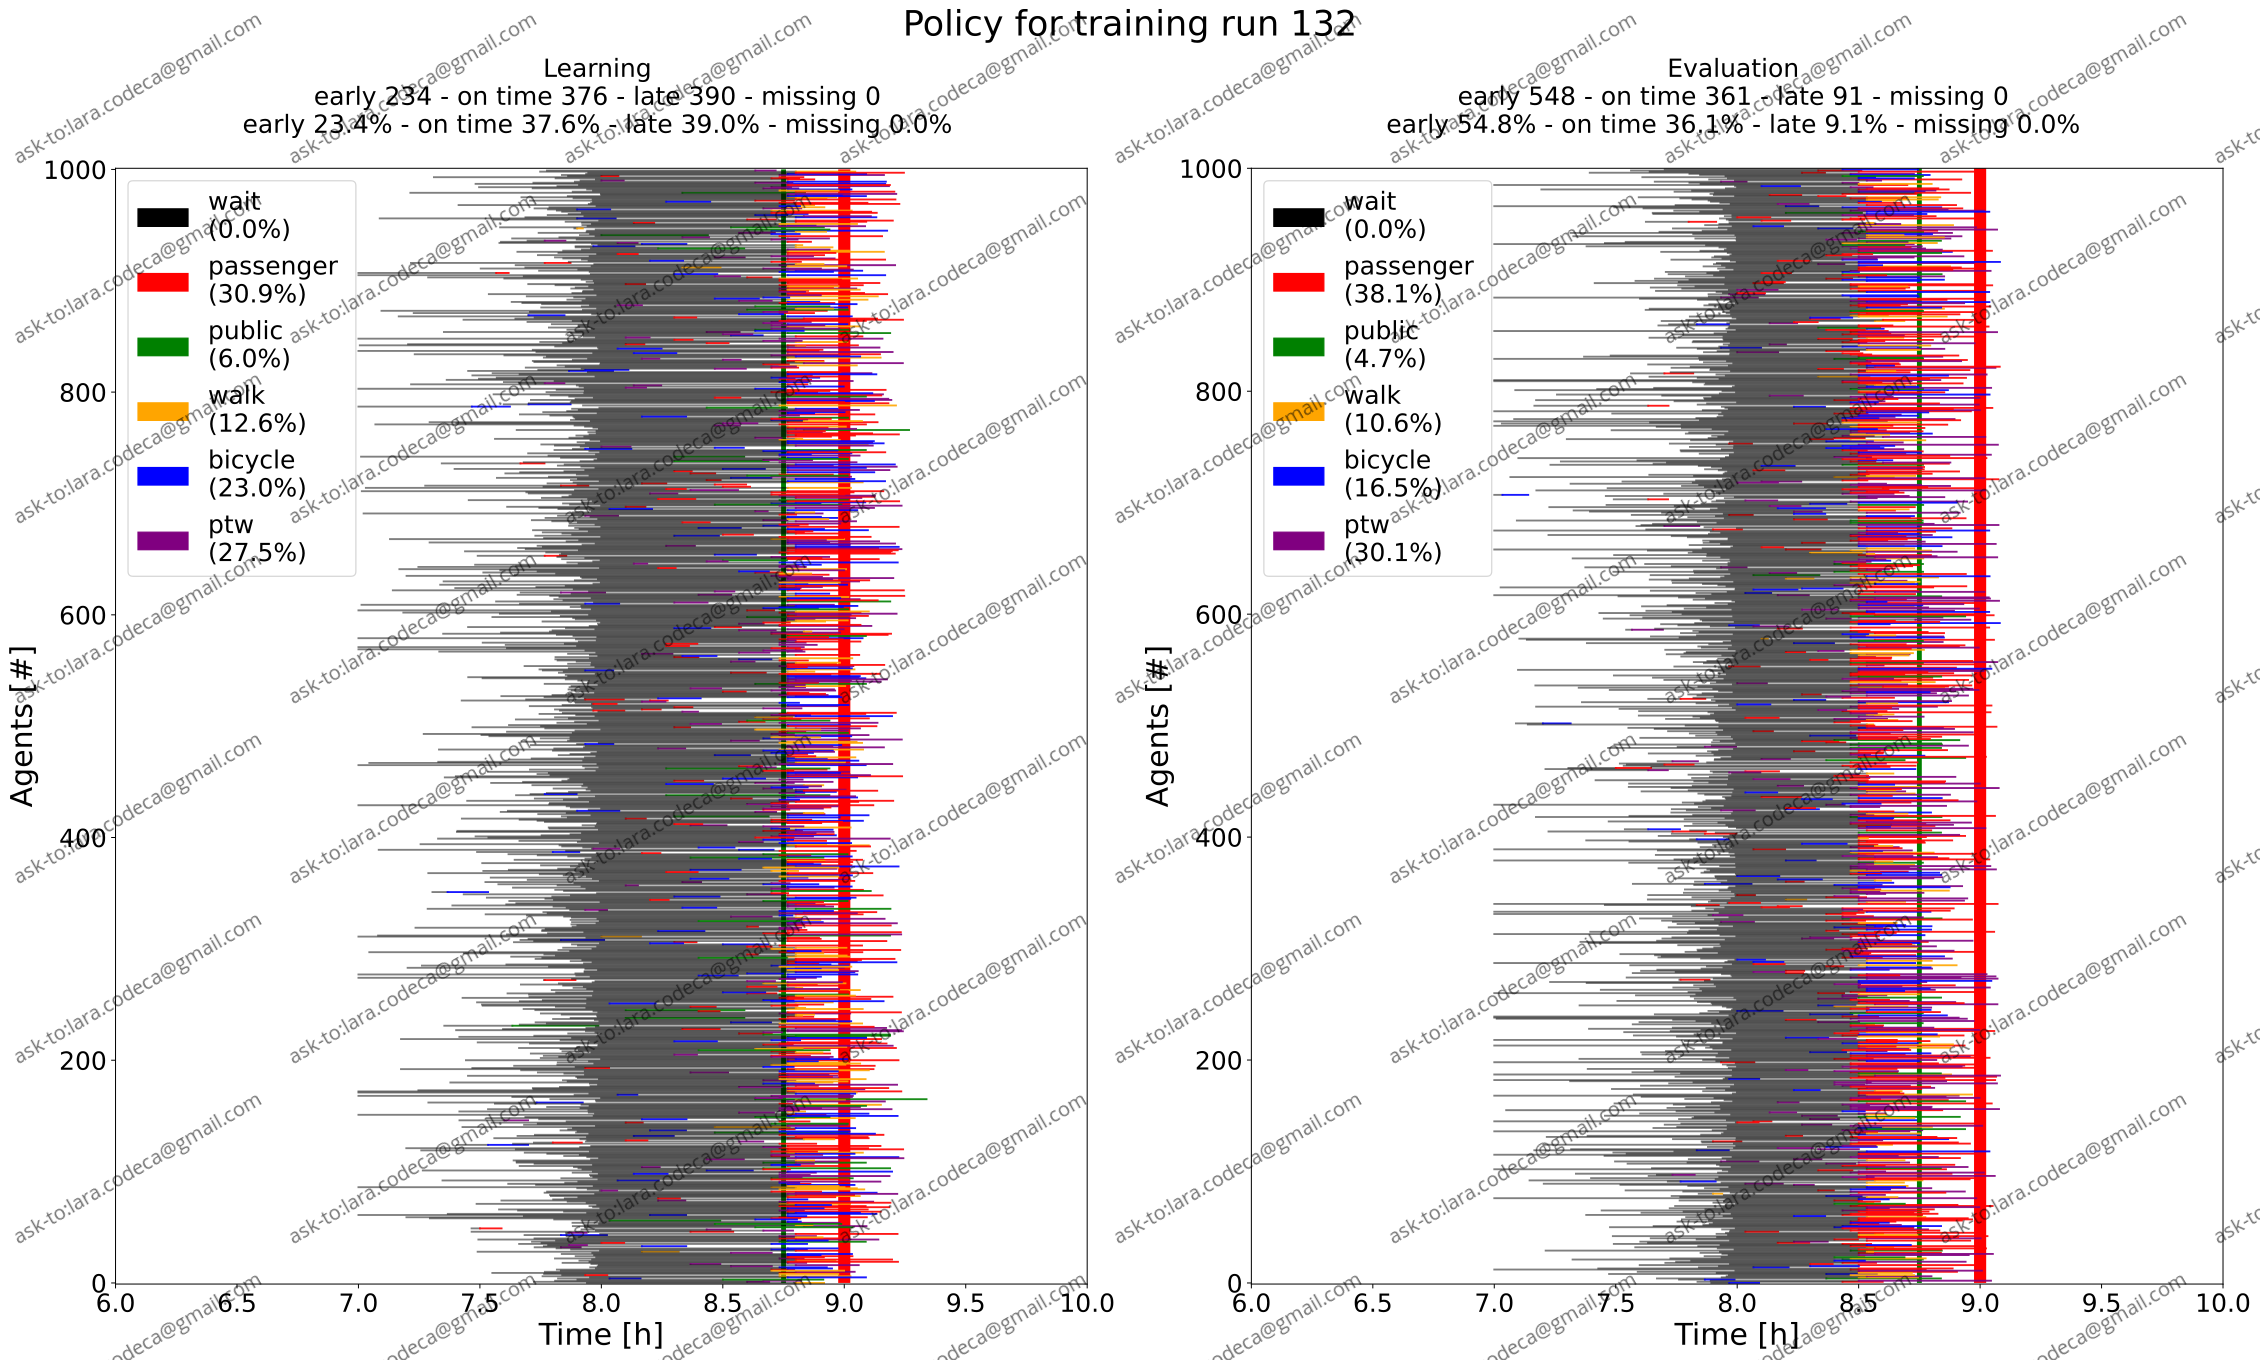 Policy for training run 132
Learning
early 234 - on time 376 - late 390 - missing 0
early 23.4% - on time 37.6% - late 39.0% - missing 0.0%
1000
800
600
400
200
0
Agents [#]
wait
(0.0%)
passenger
(30.9%)
public
(6.0%)
walk
(12.6%)
bicycle
(23.0%)
ptw
(27.5%)
6.0 6.5 7.0 7.5 8.0 8.5 9.0 9.5 10.0
Time [h]
Evaluation
early 548 - on time 361 - late 91 - missing 0
early 54.8% - on time 36.1% - late 9.1% - missing 0.0%
1000
800
600
400
200
0
Agents [#]
wait
(0.0%)
passenger
(38.1%)
public
(4.7%)
walk
(10.6%)
bicycle
(16.5%)
ptw
(30.1%)
6.0 6.5 7.0 7.5 8.0 8.5 9.0 9.5 10.0
Time [h]
ask-to:lara.codeca@gmail.com